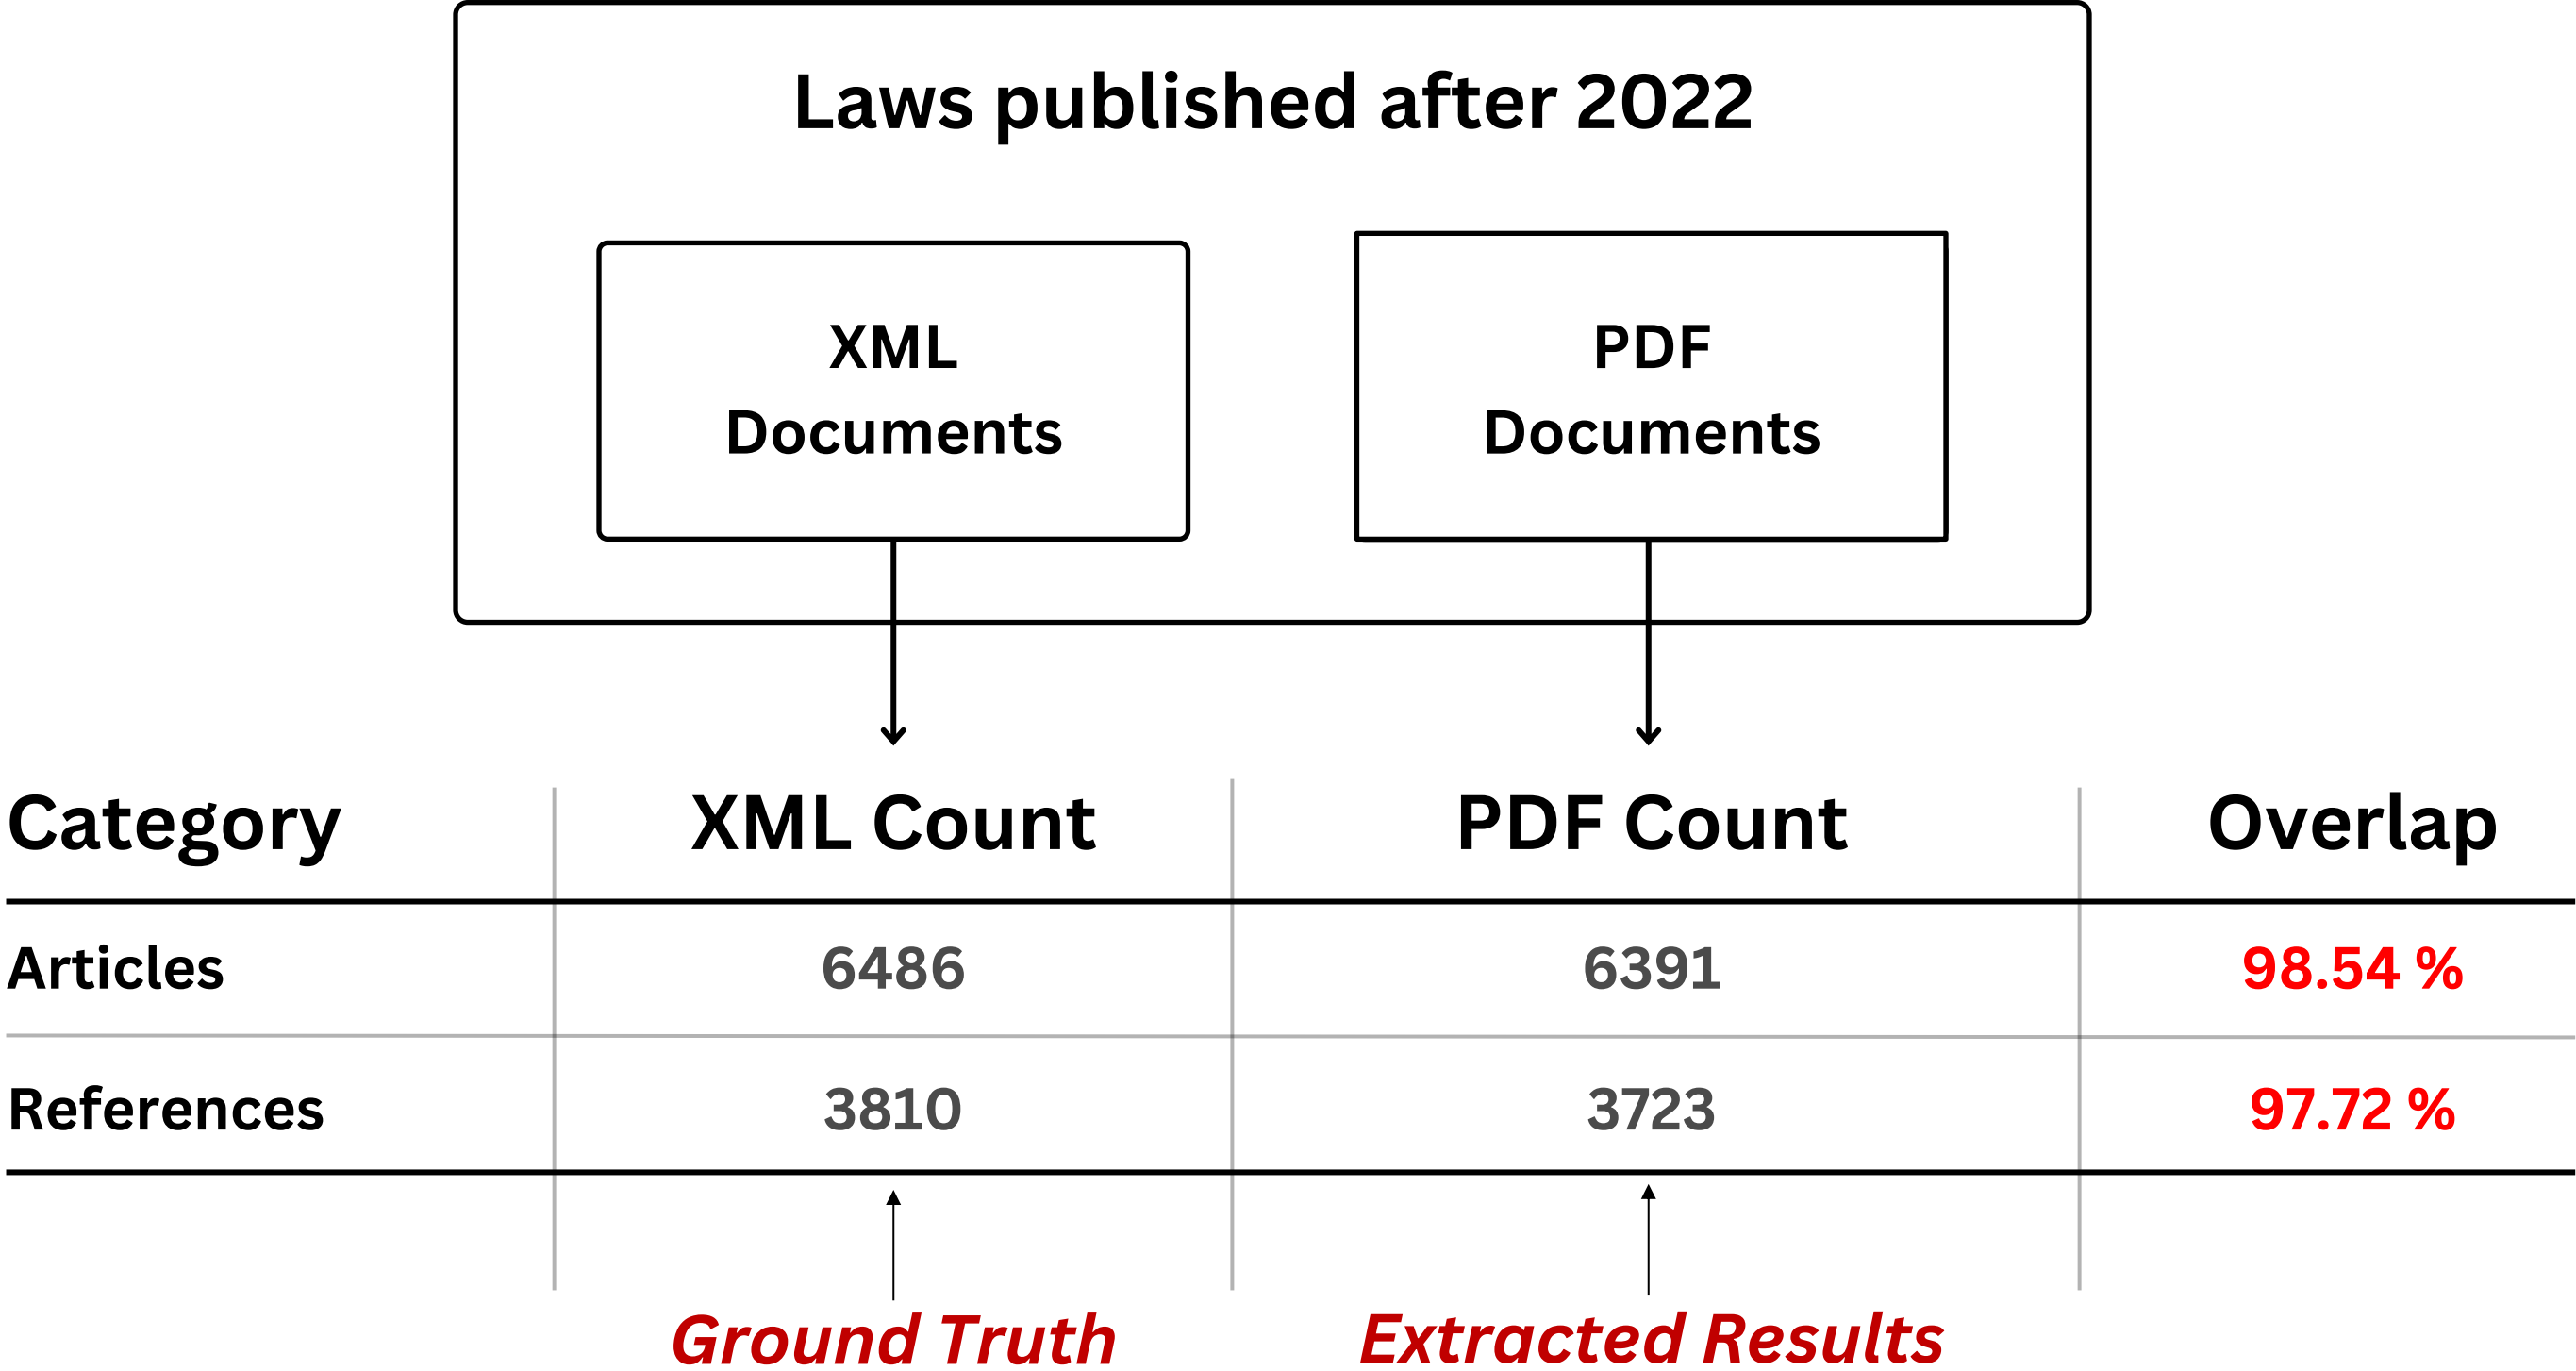 Laws published after 2022
XML
Documents
PDF
Documents
Category XML Count PDF Count Overlap
Articles 6486 6391 98.54 %
References 3810 3723 97.72 %
Ground Truth Extracted Results